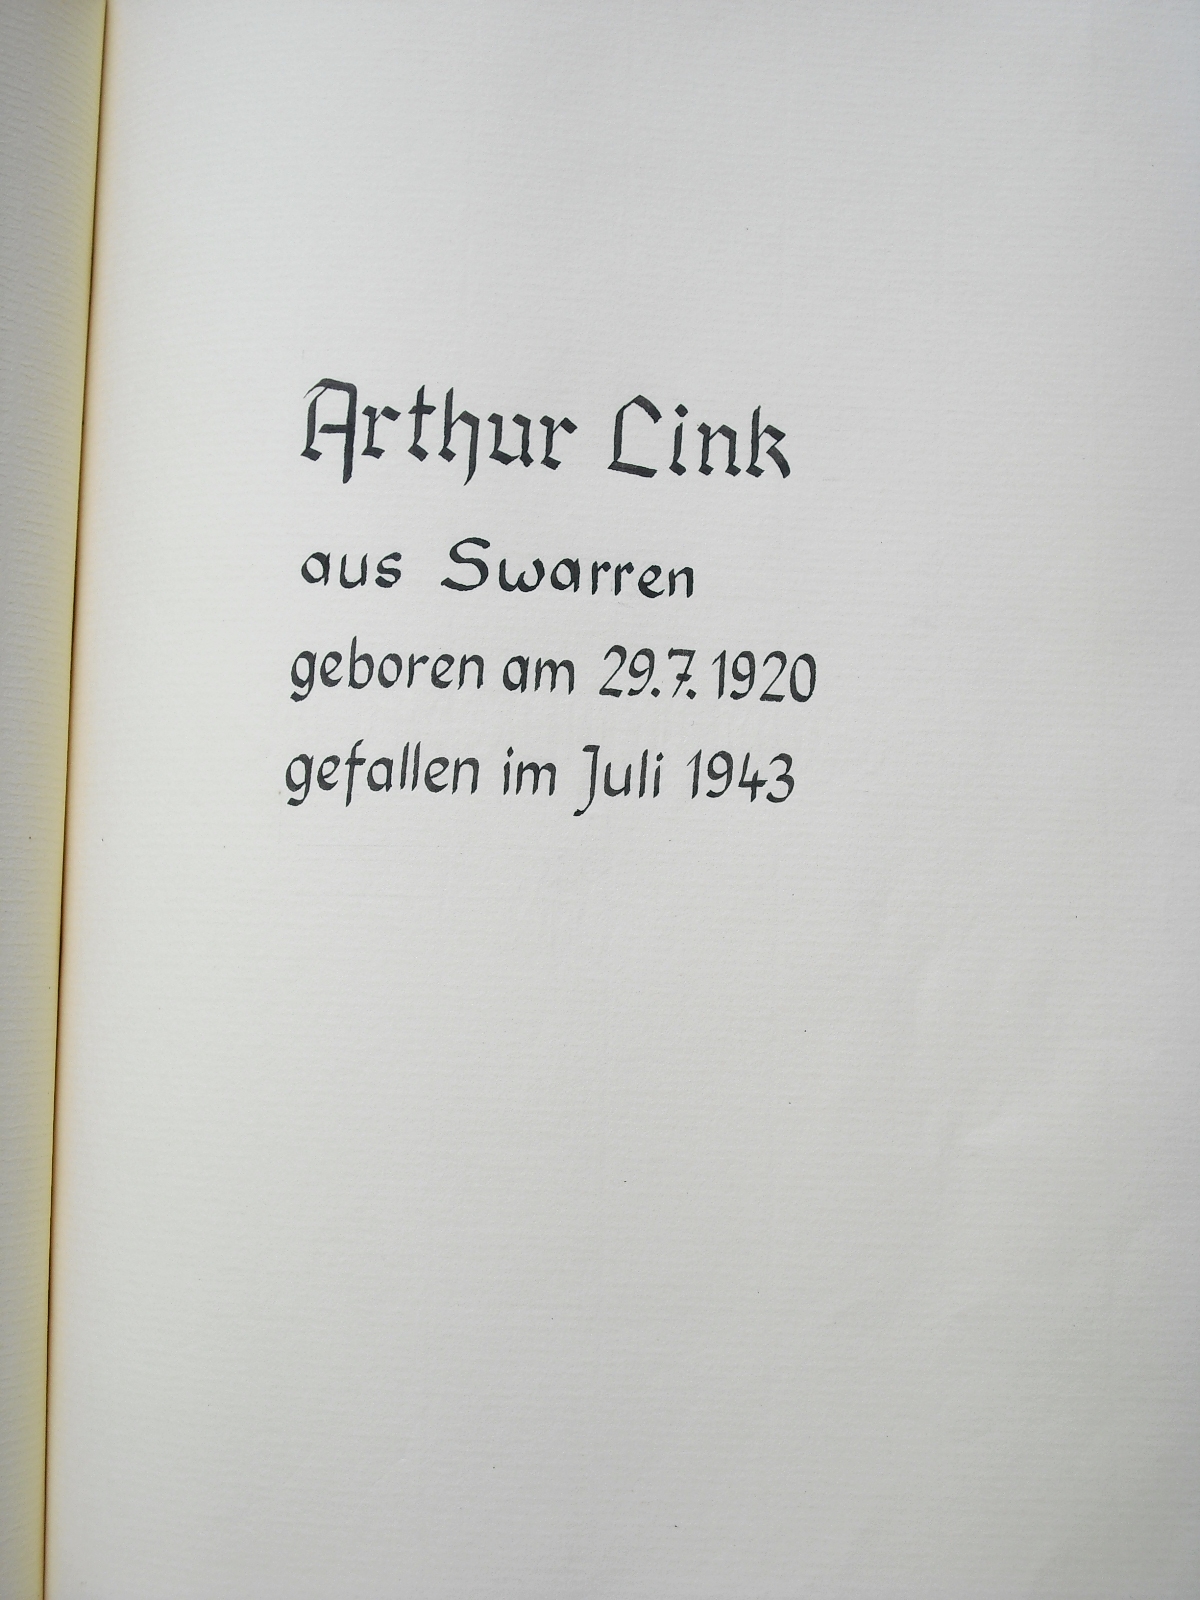 Arthur Link
aus Swarren
geboren am 29.7.1920
gefallen im Juli 1943